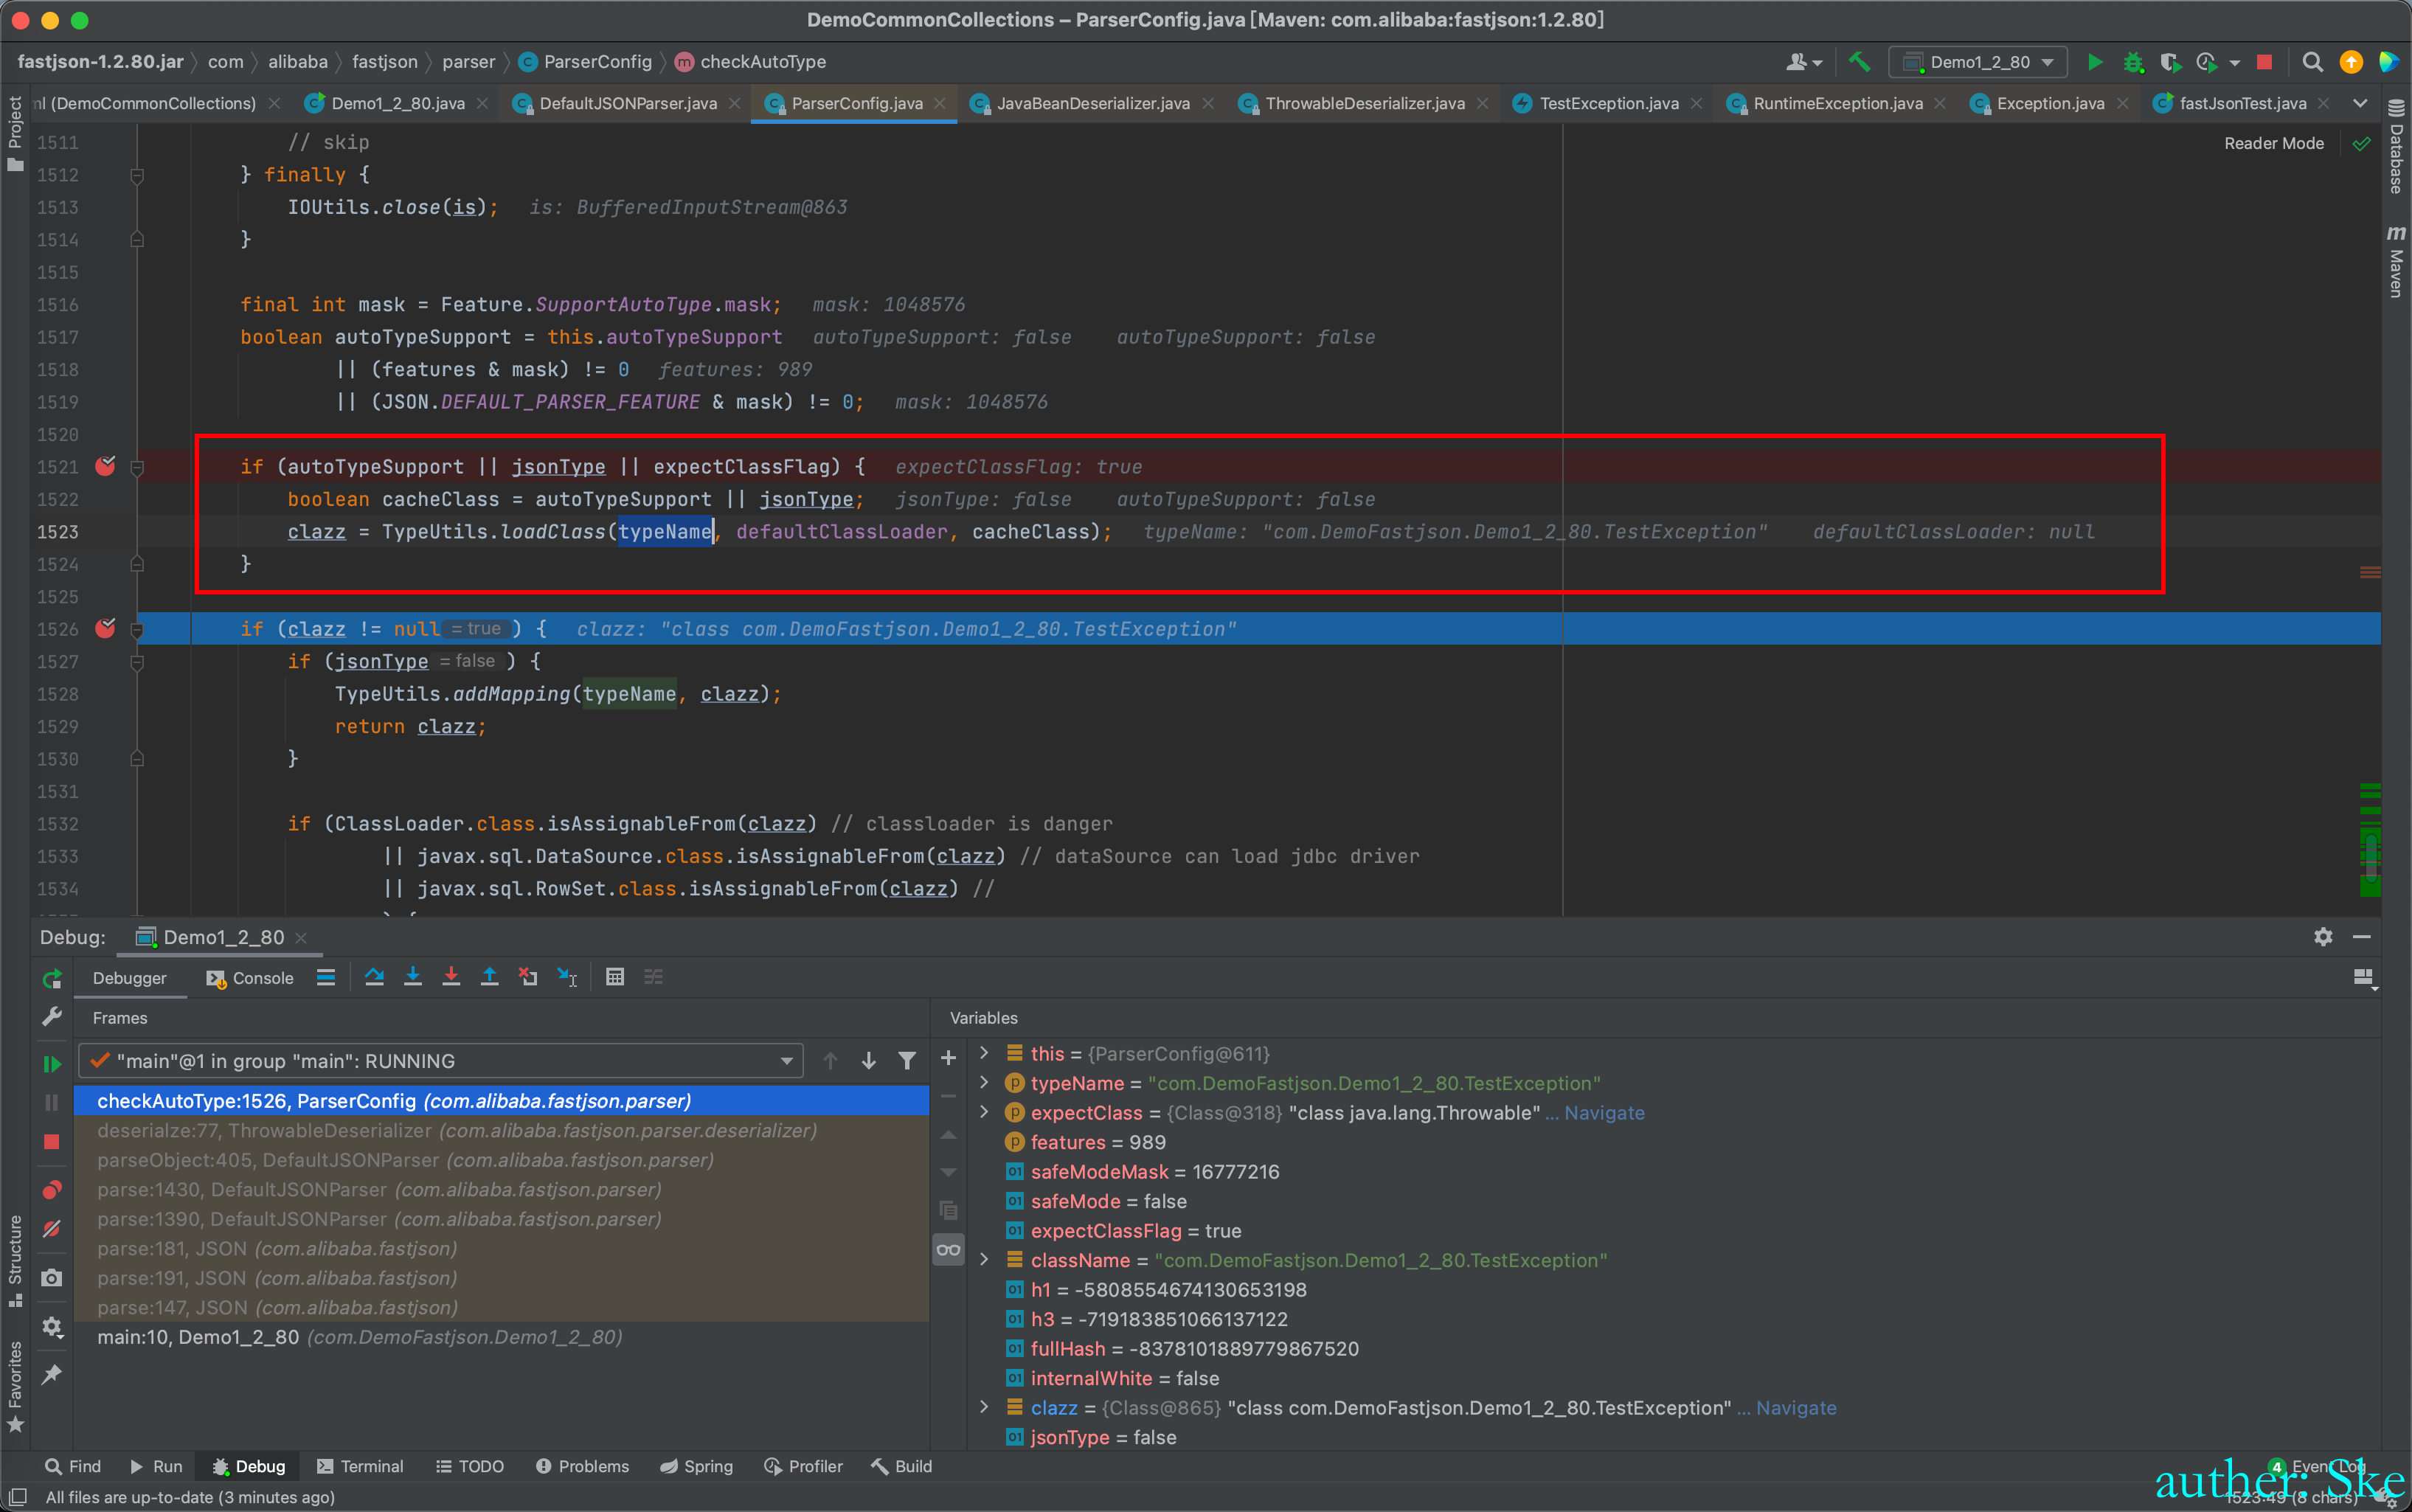 DemoCommonCollections – ParserConfig.java [Maven: com.alibaba:fastjson:1.2.80]
fastjson-1.2.80.jar com alibaba fastjson parser ParserConfig checkAutoType Demo1_2_80
nl (DemoCommonCollections) Demo1_2_80.java DefaultJSONParser.java ParserConfig.java JavaBeanDeserializer.java ThrowableDeserializer.java TestException.java RuntimeException.java Exception.java fastJsonTest.java
Project
Database
Maven
Reader Mode
1511 // skip
1512 } finally {
1513 IOUtils.close(is); is: BufferedInputStream@863
1514 }
1515
1516 final int mask = Feature.SupportAutoType.mask; mask: 1048576
1517 boolean autoTypeSupport = this.autoTypeSupport autoTypeSupport: false autoTypeSupport: false
1518 || (features & mask) != 0 features: 989
1519 || (JSON.DEFAULT_PARSER_FEATURE & mask) != 0; mask: 1048576
1520
1521 if (autoTypeSupport || jsonType || expectClassFlag) { expectClassFlag: true
1522 boolean cacheClass = autoTypeSupport || jsonType; jsonType: false autoTypeSupport: false
1523 clazz = TypeUtils.loadClass(typeName, defaultClassLoader, cacheClass); typeName: "com.DemoFastjson.Demo1_2_80.TestException" defaultClassLoader: null
1524 }
1525
1526 if (clazz != null = true ) { clazz: "class com.DemoFastjson.Demo1_2_80.TestException"
1527 if (jsonType = false ) {
1528 TypeUtils.addMapping(typeName, clazz);
1529 return clazz;
1530 }
1531
1532 if (ClassLoader.class.isAssignableFrom(clazz) // classloader is danger
1533 || javax.sql.DataSource.class.isAssignableFrom(clazz) // dataSource can load jdbc driver
1534 || javax.sql.RowSet.class.isAssignableFrom(clazz) //
Debug: Demo1_2_80
Debugger Console
Frames
"main"@1 in group "main": RUNNING
checkAutoType:1526, ParserConfig (com.alibaba.fastjson.parser)
deserialze:77, ThrowableDeserializer (com.alibaba.fastjson.parser.deserializer)
parseObject:405, DefaultJSONParser (com.alibaba.fastjson.parser)
parse:1430, DefaultJSONParser (com.alibaba.fastjson.parser)
parse:1390, DefaultJSONParser (com.alibaba.fastjson.parser)
parse:181, JSON (com.alibaba.fastjson)
parse:191, JSON (com.alibaba.fastjson)
parse:147, JSON (com.alibaba.fastjson)
main:10, Demo1_2_80 (com.DemoFastjson.Demo1_2_80)
Variables
this = {ParserConfig@611}
typeName = "com.DemoFastjson.Demo1_2_80.TestException"
expectClass = {Class@318} "class java.lang.Throwable" ... Navigate
features = 989
safeModeMask = 16777216
safeMode = false
expectClassFlag = true
className = "com.DemoFastjson.Demo1_2_80.TestException"
h1 = -5808554674130653198
h3 = -719183851066137122
fullHash = -8378101889779867520
internalWhite = false
clazz = {Class@865} "class com.DemoFastjson.Demo1_2_80.TestException" ... Navigate
jsonType = false
Structure
Favorites
Find Run Debug Terminal TODO Problems Spring Profiler Build 4 Event Log
All files are up-to-date (3 minutes ago) 1523:49 (8 chars)
auther: Ske